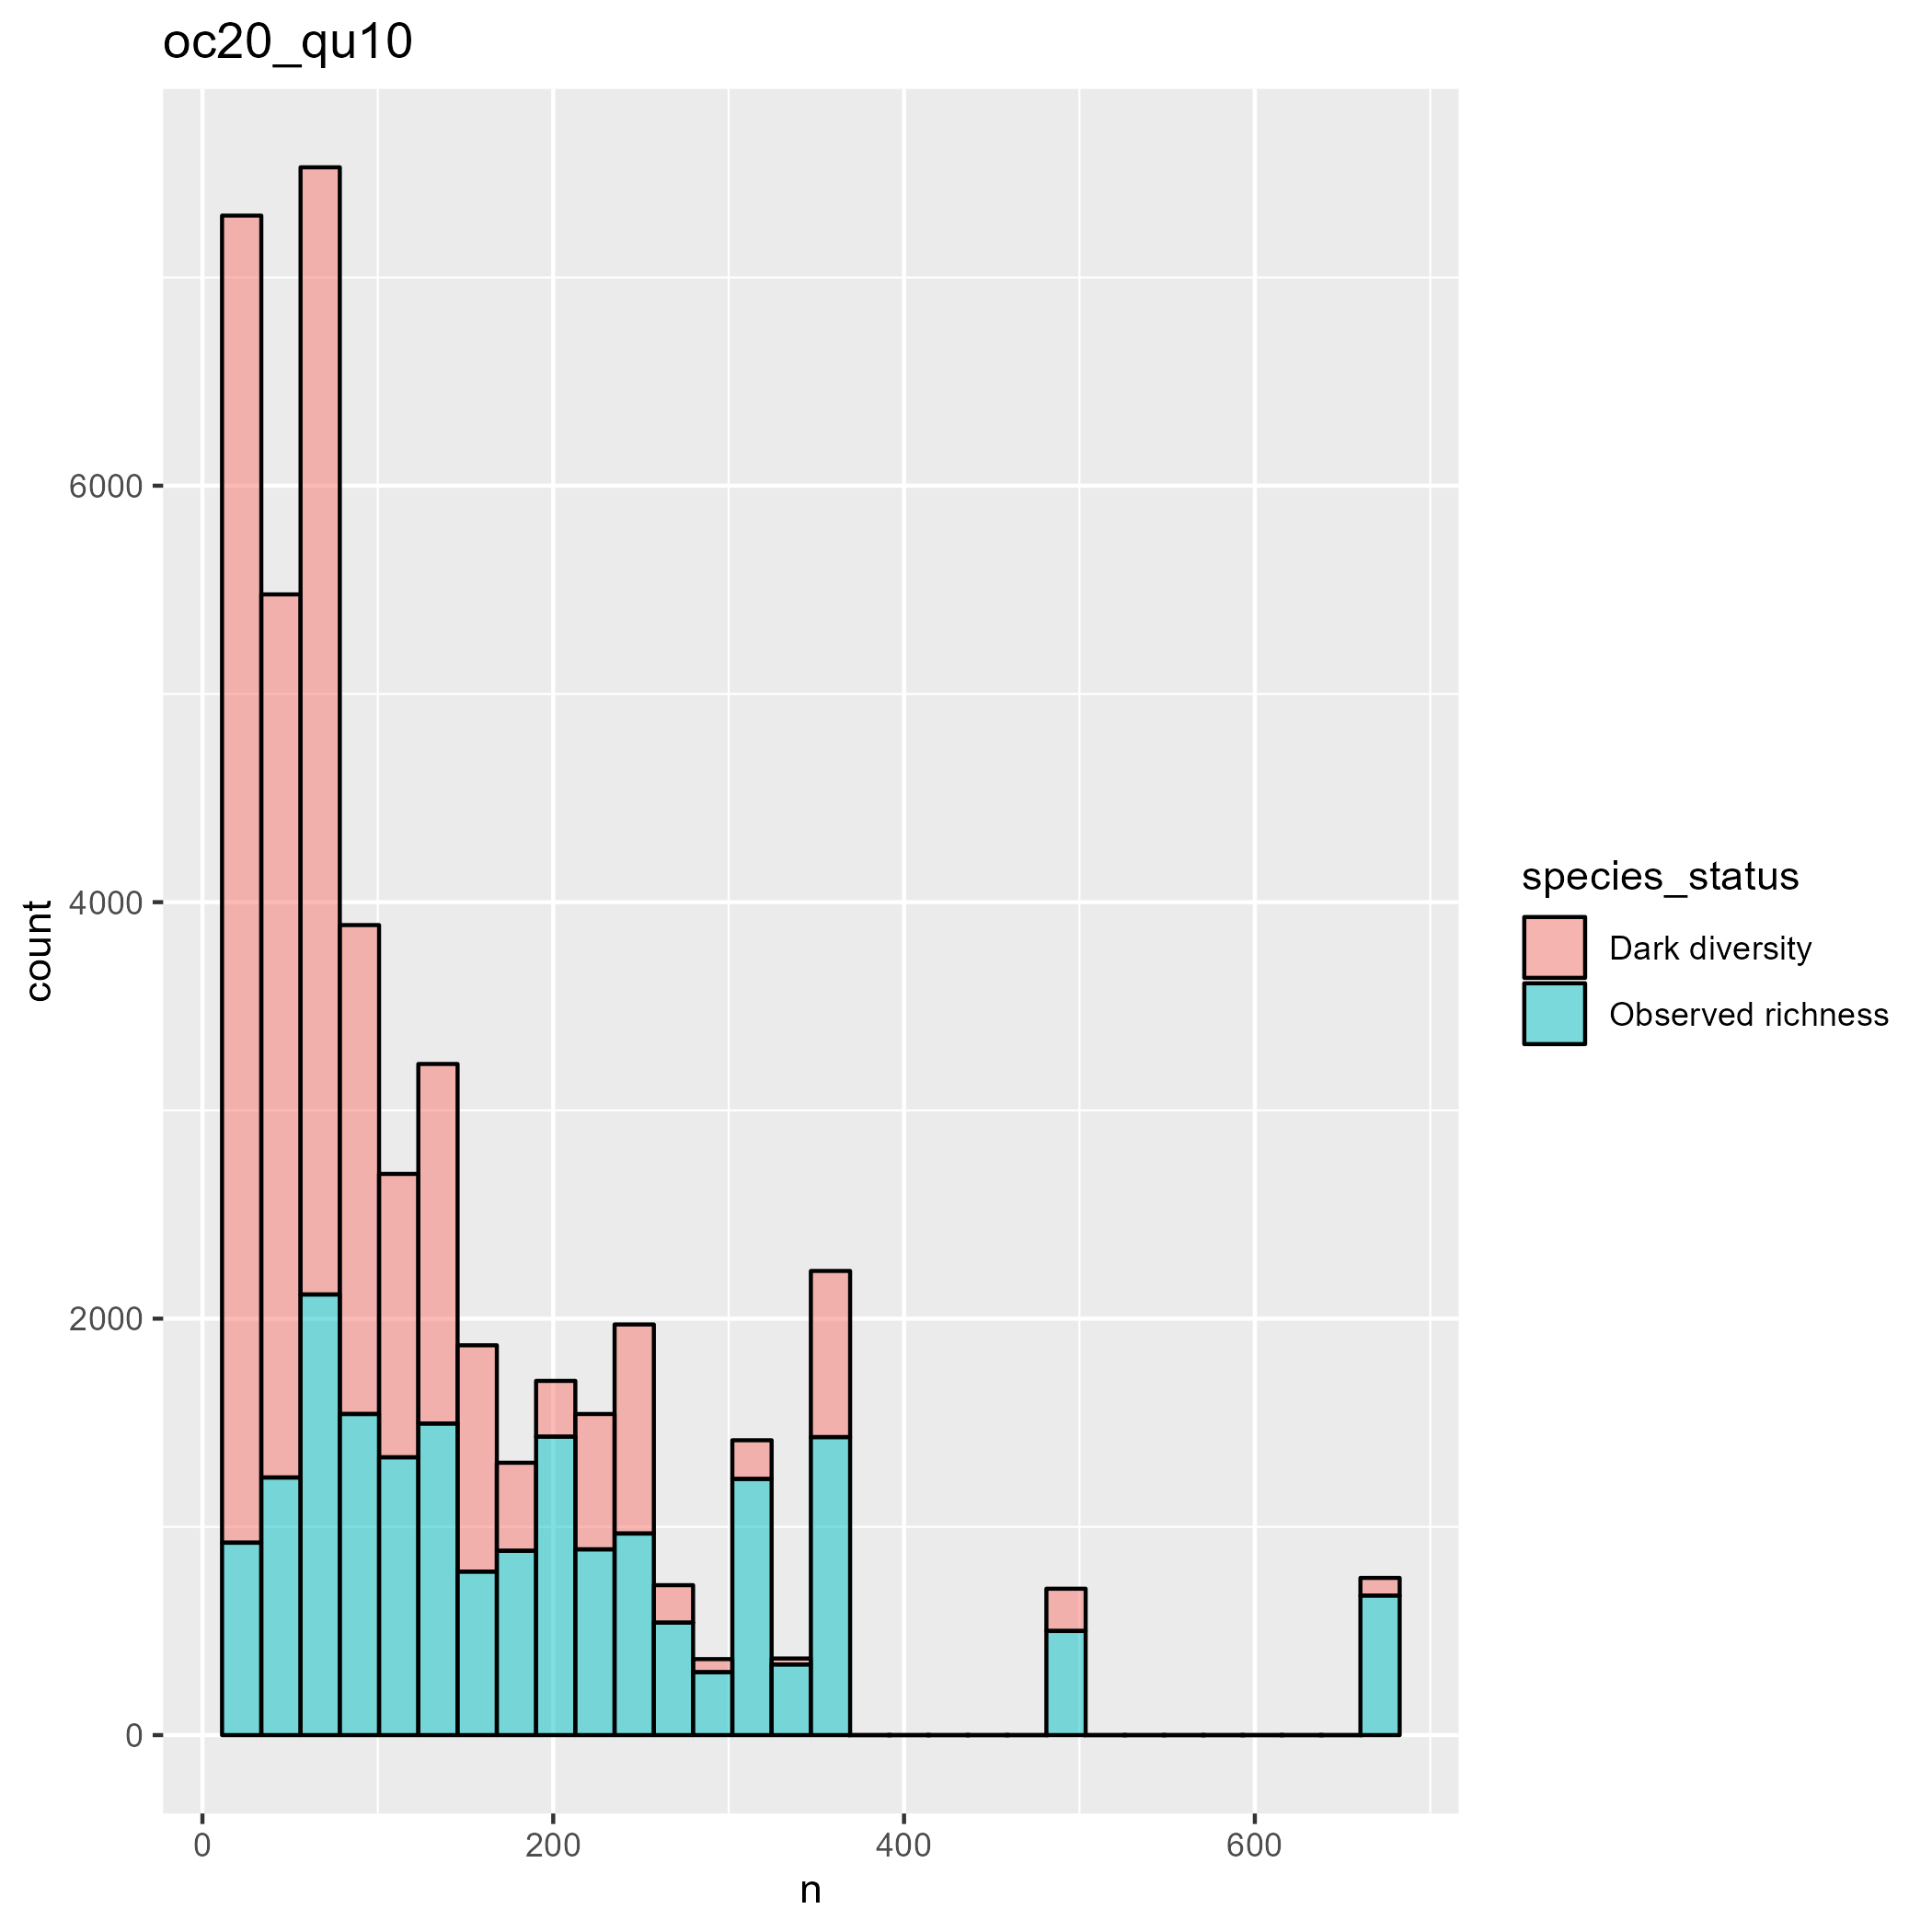 oc20_qu10
count
6000
4000
2000
0
0 200 400 600
n
species_status
Dark diversity
Observed richness